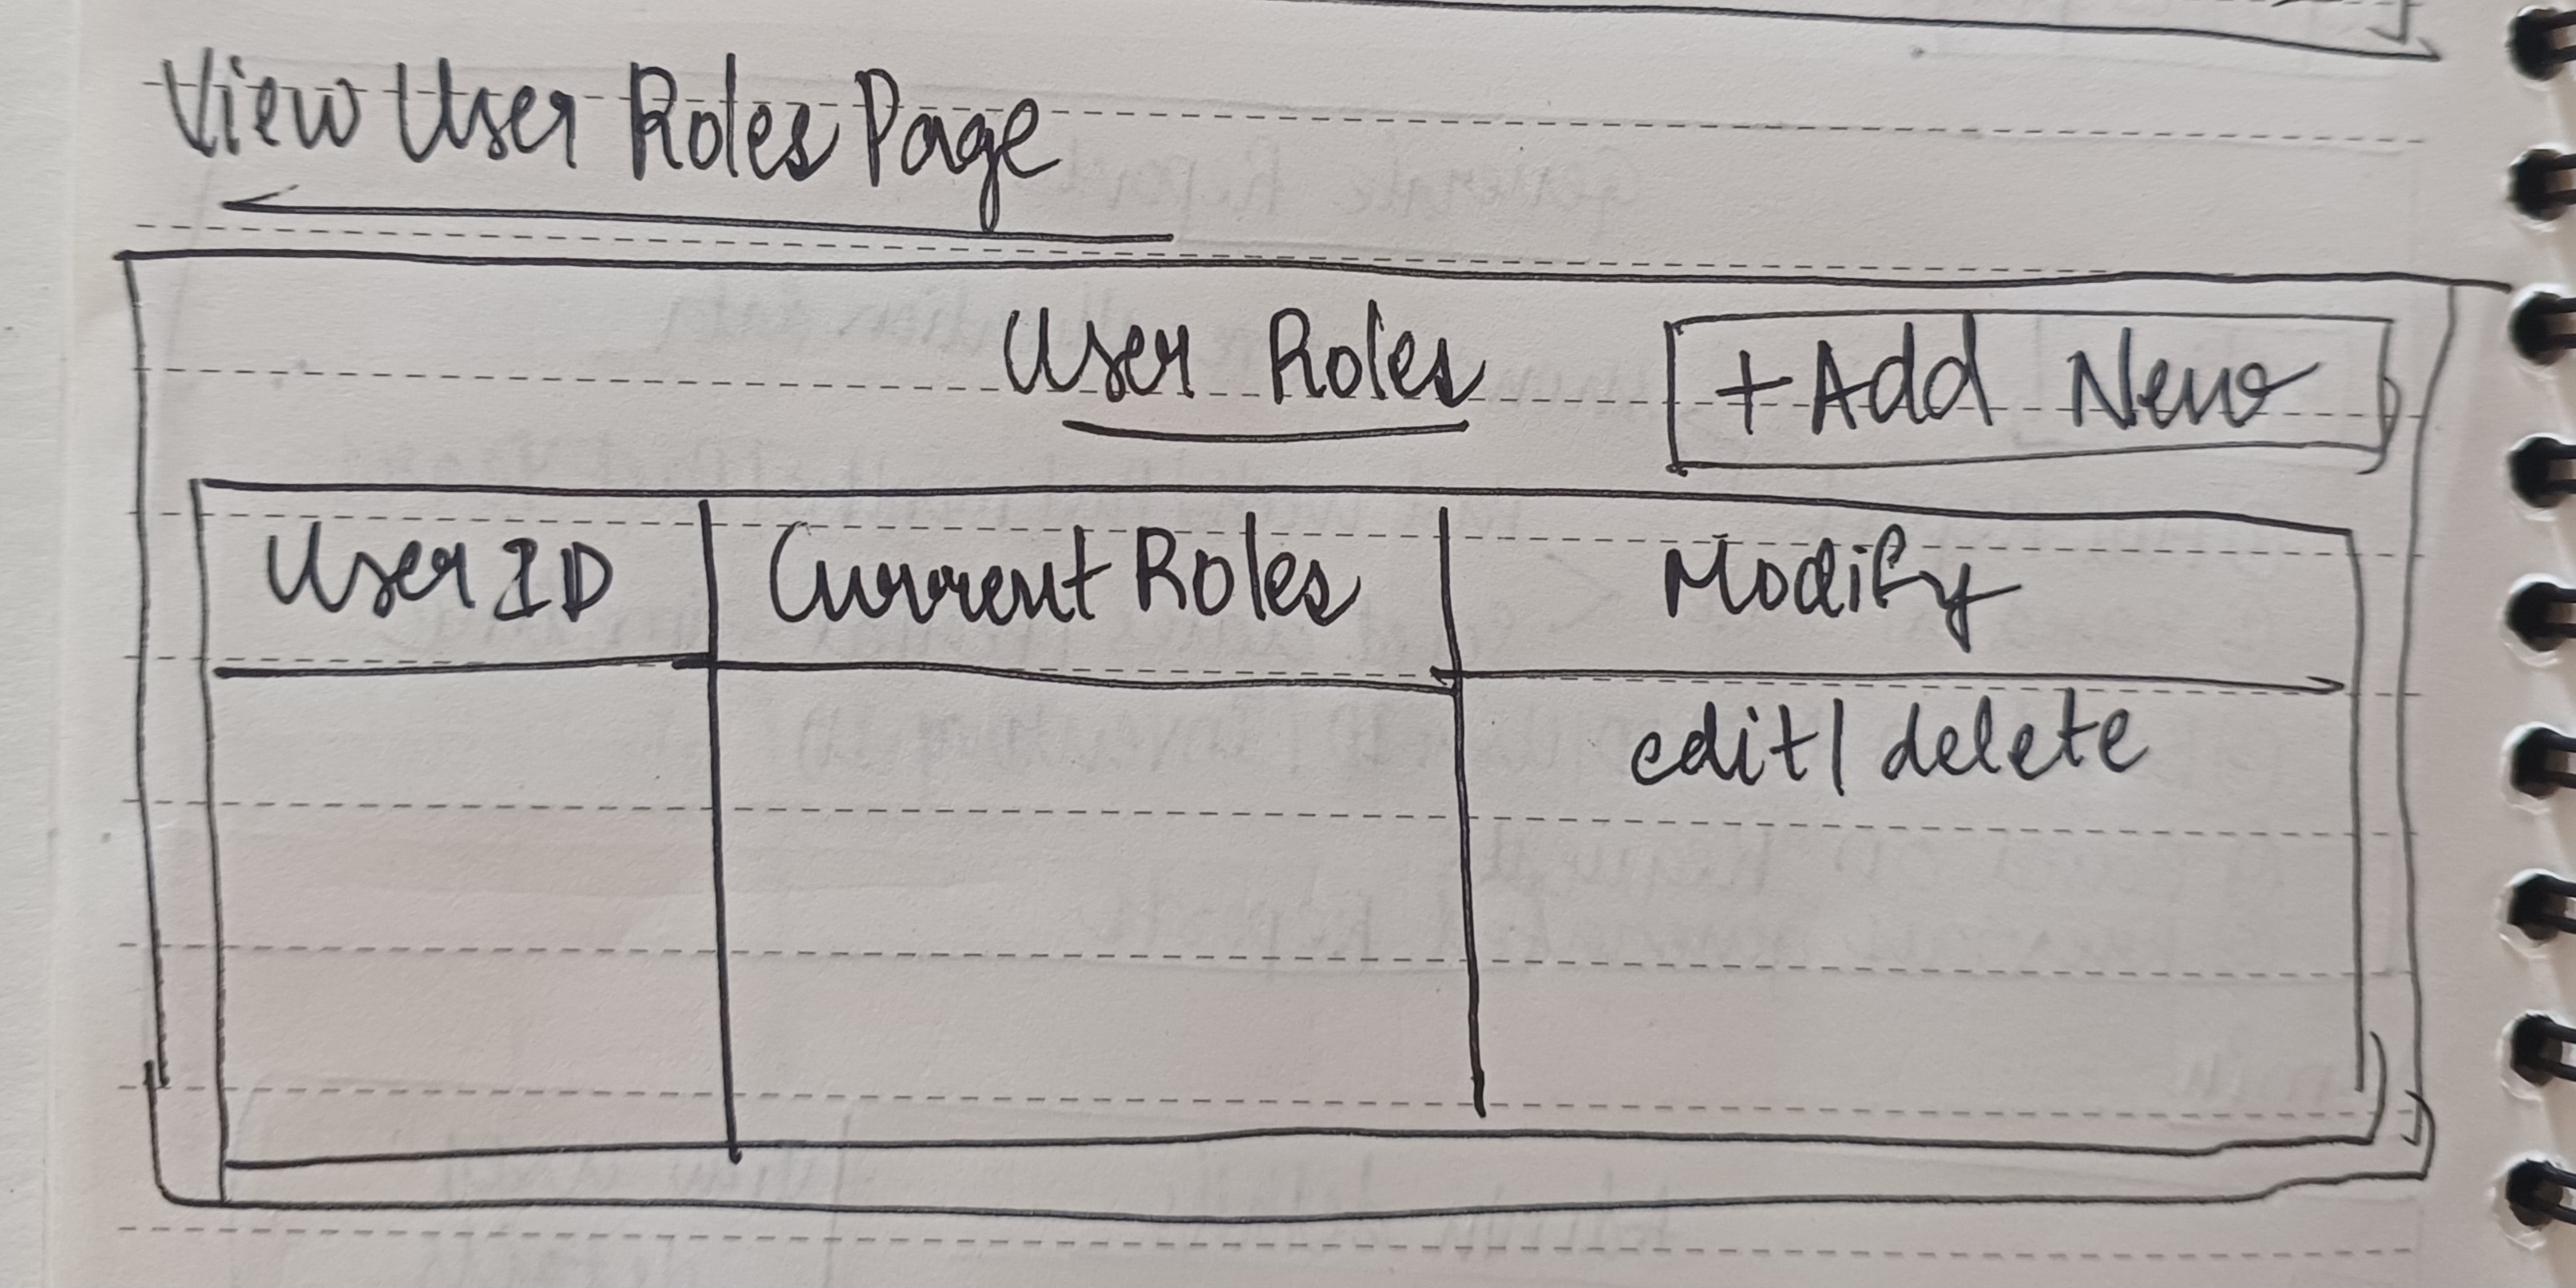 View User Roles Page
User Roles
+Add New
User ID
Current Roles
Modify
edit/ delete